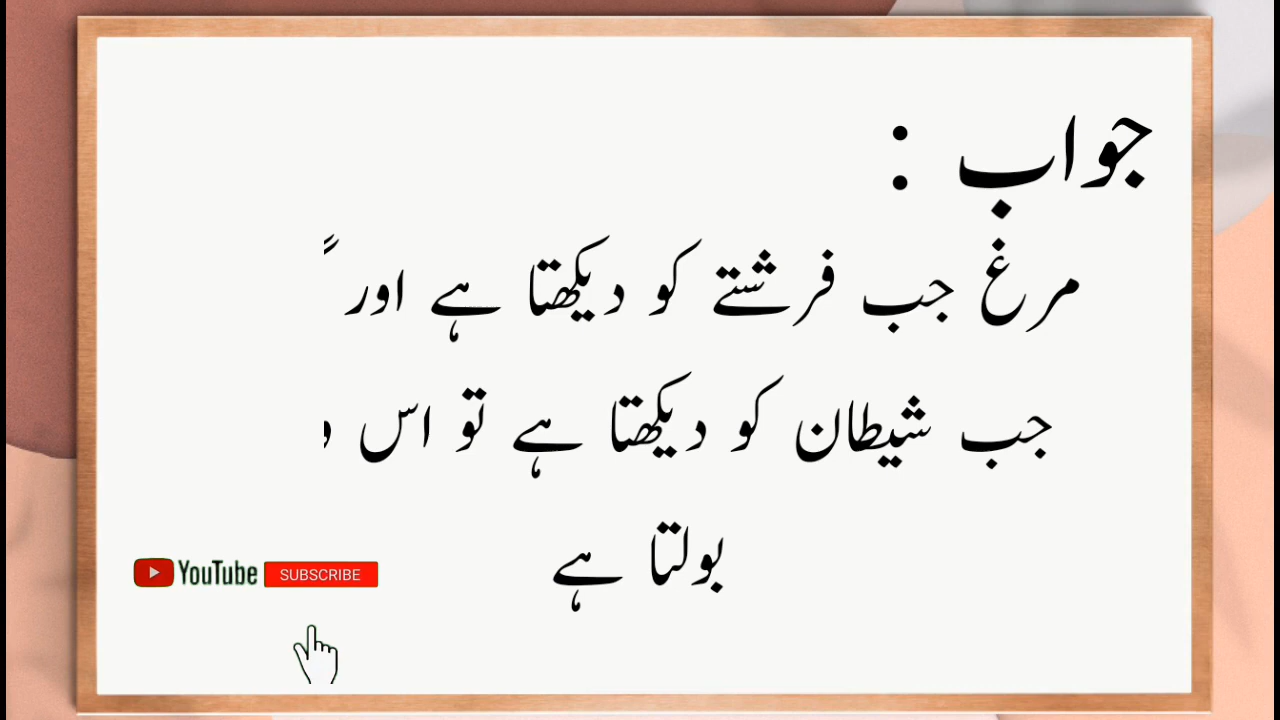 جواب :
مرغ جب فرشتے کو دیکھتا ہے اور
جب شیطان کو دیکھتا ہے تو اس
بولتا ہے
YouTube SUBSCRIBE